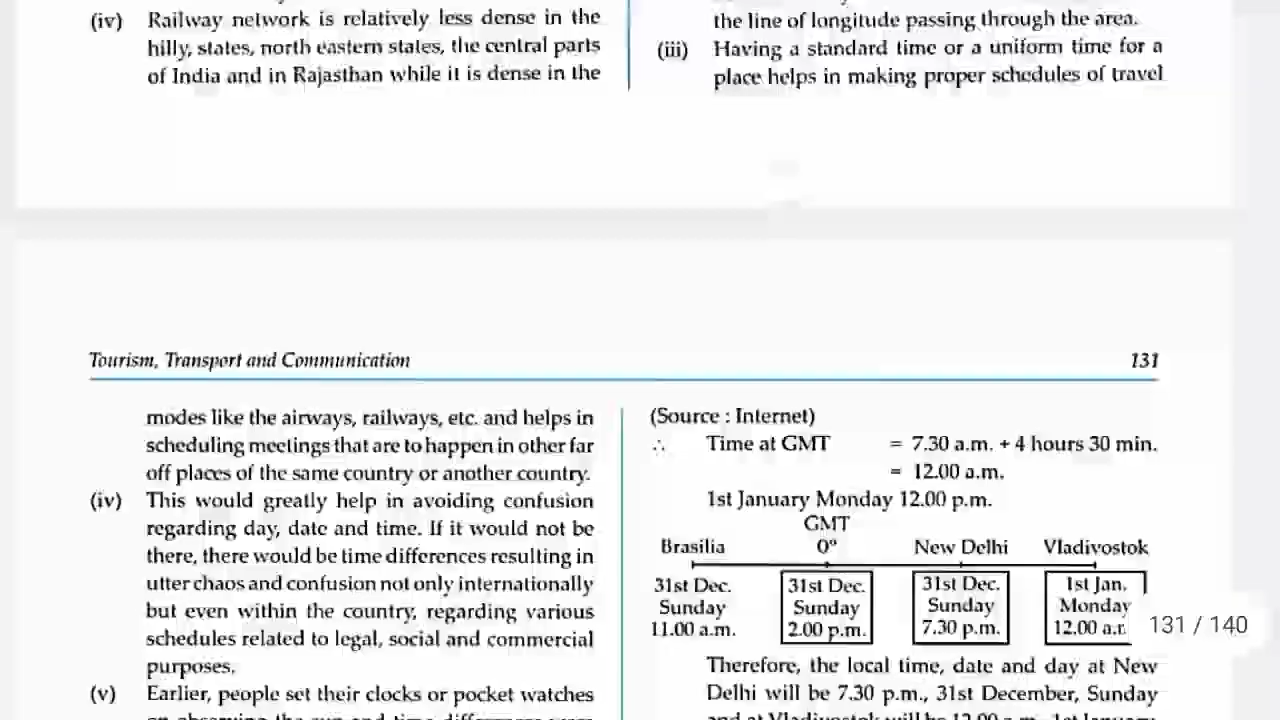 (iv) Railway network is relatively less dense in the
hilly, states, north eastern states, the central parts
of India and in Rajasthan while it is dense in the
the line of longitude passing through the area.
(iii) Having a standard time or a uniform time for a
place helps in making proper schedules of travel
Tourism, Transport and Communication 131
modes like the airways, railways, etc. and helps in
scheduling meetings that are to happen in other far
off places of the same country or another country.
(iv) This would greatly help in avoiding confusion
regarding day, date and time. If it would not be
there, there would be time differences resulting in
utter chaos and confusion not only internationally
but even within the country, regarding various
schedules related to legal, social and commercial
purposes.
(v) Earlier, people set their clocks or pocket watches
(Source : Internet)
∴ Time at GMT = 7.30 a.m. + 4 hours 30 min.
= 12.00 a.m.
1st January Monday 12.00 p.m.
GMT
Brasilia 0° New Delhi Vladivostok
31st Dec. 31st Dec. 31st Dec. 1st Jan.
Sunday Sunday Sunday Monday
11.00 a.m. 2.00 p.m. 7.30 p.m. 12.00 a.
131 / 140
Therefore, the local time, date and day at New
Delhi will be 7.30 p.m., 31st December, Sunday